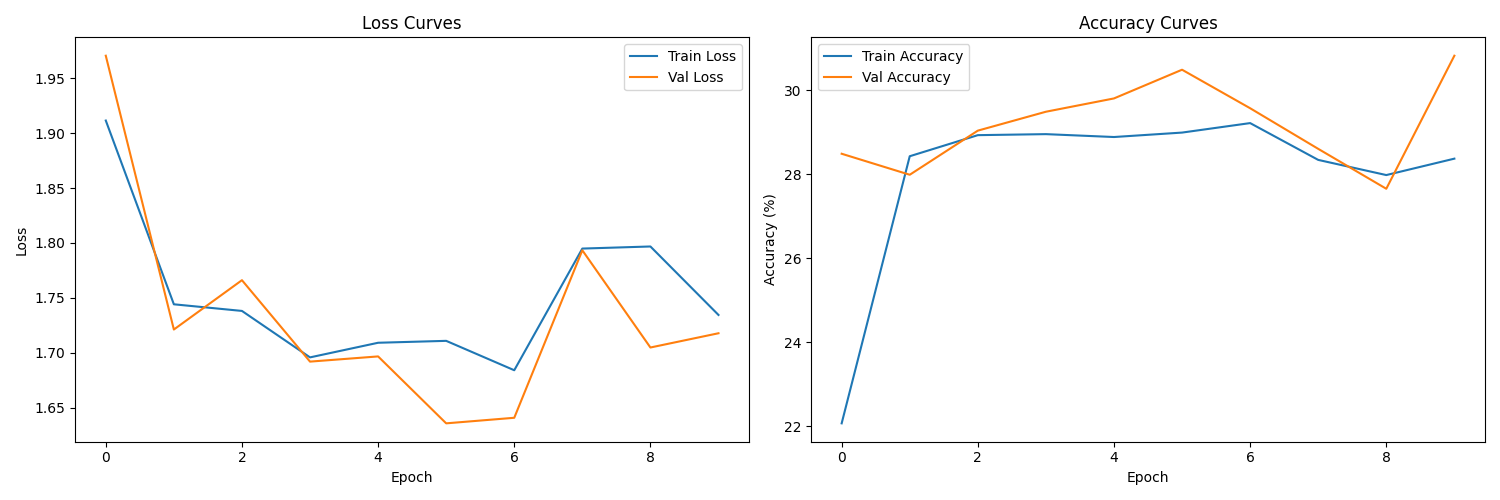 Loss Curves
Train Loss
Val Loss
1.95
1.90
1.85
1.80
1.75
1.70
1.65
Loss
0 2 4 6 8
Epoch
Accuracy Curves
Train Accuracy
Val Accuracy
30
28
26
24
22
Accuracy (%)
0 2 4 6 8
Epoch